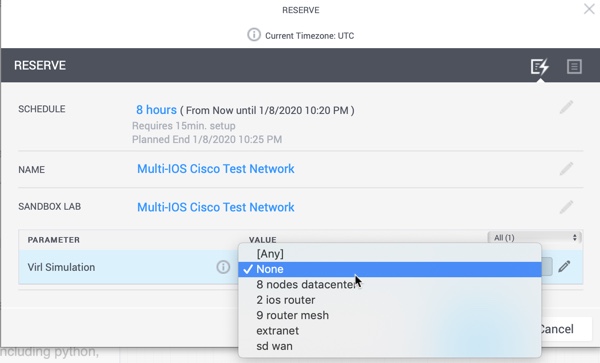 RESERVE
Current Timezone: UTC
RESERVE
SCHEDULE
8 hours ( From Now until 1/8/2020 10:20 PM )
Requires 15min. setup
Planned End 1/8/2020 10:25 PM
NAME
Multi-IOS Cisco Test Network
SANDBOX LAB
Multi-IOS Cisco Test Network
PARAMETER
VALUE
All (1)
Virl Simulation
[Any]
✓ None
8 nodes datacenter
2 ios router
9 router mesh
extranet
sd wan
Cancel
ncluding python,